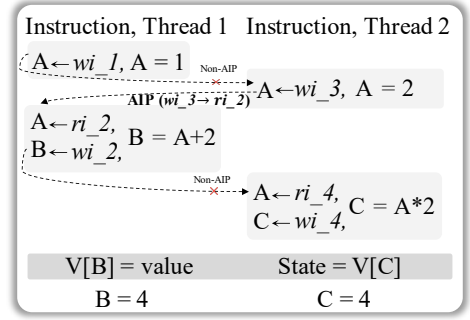 Instruction, Thread 1 Instruction, Thread 2
A←wi_1, A = 1
Non-AIP
A←wi_3, A = 2
AIP (wi_3→ ri_2)
A←ri_2,
B←wi_2,
B = A+2
Non-AIP
A←ri_4,
C←wi_4,
C = A*2
V[B] = value State = V[C]
B = 4 C = 4